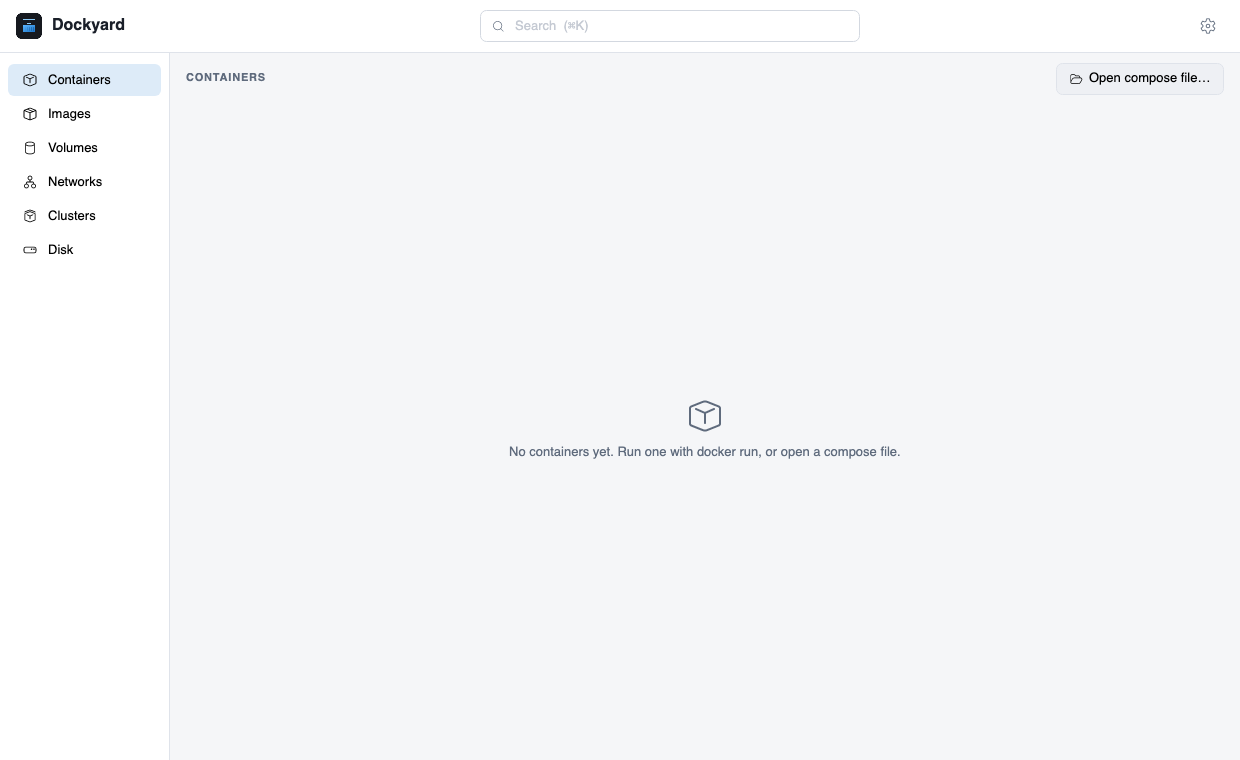 Dockyard
Search (⌘K)
Containers
Images
Volumes
Networks
Clusters
Disk
CONTAINERS
Open compose file…
No containers yet. Run one with docker run, or open a compose file.